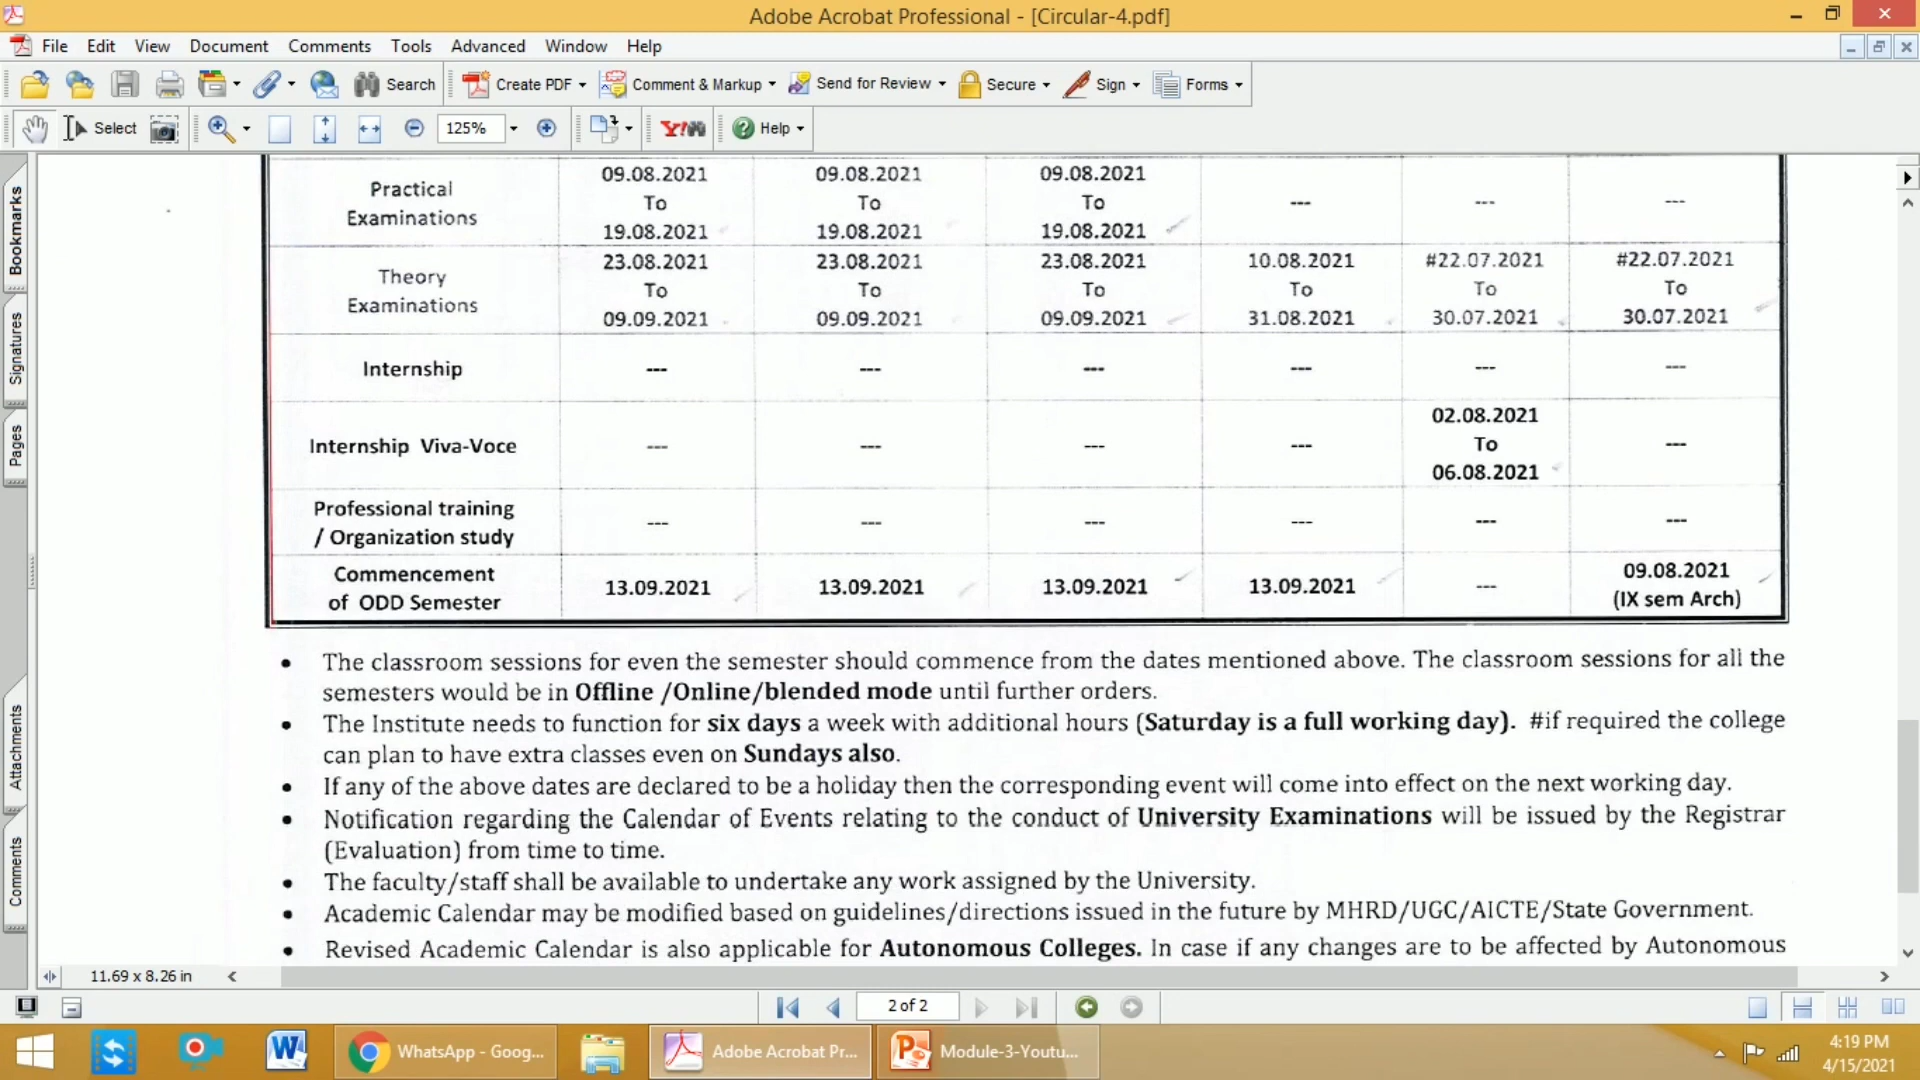 Adobe Acrobat Professional - [Circular-4.pdf]
File Edit View Document Comments Tools Advanced Window Help
Search Create PDF Comment & Markup Send for Review Secure Sign Forms
Select 125% Y! Help
Bookmarks
Signatures
Pages
Attachments
Comments
Practical Examinations
09.08.2021 To 19.08.2021
09.08.2021 To 19.08.2021
09.08.2021 To 19.08.2021
---
---
---
Theory Examinations
23.08.2021 To 09.09.2021
23.08.2021 To 09.09.2021
23.08.2021 To 09.09.2021
10.08.2021 To 31.08.2021
#22.07.2021 To 30.07.2021
#22.07.2021 To 30.07.2021
Internship --- --- --- --- --- ---
Internship Viva-Voce --- --- --- ---
02.08.2021 To 06.08.2021
---
Professional training / Organization study --- --- --- --- --- ---
Commencement of ODD Semester
13.09.2021 13.09.2021 13.09.2021 13.09.2021 ---
09.08.2021 (IX sem Arch)
• The classroom sessions for even the semester should commence from the dates mentioned above. The classroom sessions for all the
semesters would be in Offline /Online/blended mode until further orders.
• The Institute needs to function for six days a week with additional hours (Saturday is a full working day). #if required the college
can plan to have extra classes even on Sundays also.
• If any of the above dates are declared to be a holiday then the corresponding event will come into effect on the next working day.
• Notification regarding the Calendar of Events relating to the conduct of University Examinations will be issued by the Registrar
(Evaluation) from time to time.
• The faculty/staff shall be available to undertake any work assigned by the University.
• Academic Calendar may be modified based on guidelines/directions issued in the future by MHRD/UGC/AICTE/State Government.
• Revised Academic Calendar is also applicable for Autonomous Colleges. In case if any changes are to be affected by Autonomous
11.69 x 8.26 in
2 of 2
WhatsApp - Goog...
Adobe Acrobat Pr...
Module-3-Youtu...
4:19 PM
4/15/2021